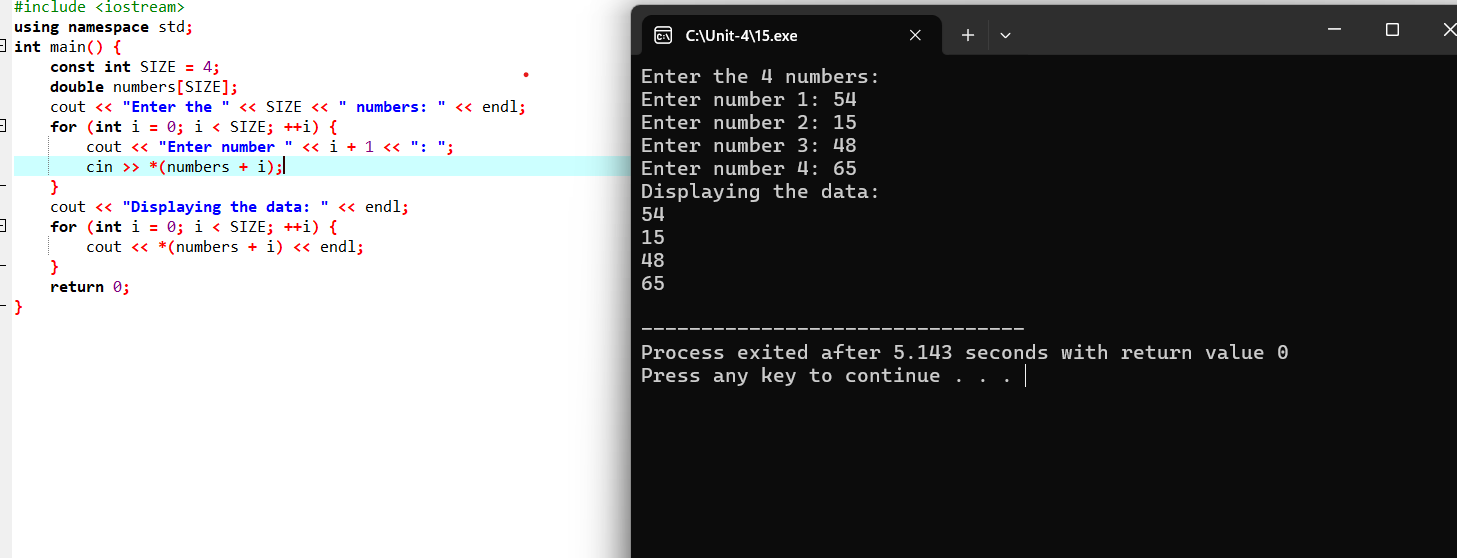 #include <iostream>
using namespace std;
int main() {
    const int SIZE = 4;
    double numbers[SIZE];
    cout << "Enter the " << SIZE << " numbers: " << endl;
    for (int i = 0; i < SIZE; ++i) {
        cout << "Enter number " << i + 1 << ": ";
        cin >> *(numbers + i);
    }
    cout << "Displaying the data: " << endl;
    for (int i = 0; i < SIZE; ++i) {
        cout << *(numbers + i) << endl;
    }
    return 0;
}
C:\Unit-4\15.exe
Enter the 4 numbers:
Enter number 1: 54
Enter number 2: 15
Enter number 3: 48
Enter number 4: 65
Displaying the data:
54
15
48
65
--------------------------------
Process exited after 5.143 seconds with return value 0
Press any key to continue . . .